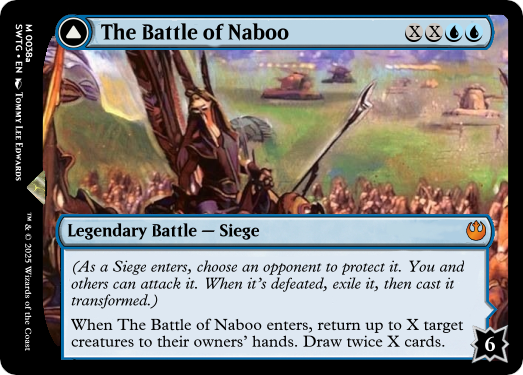 The Battle of Naboo
X X
Legendary Battle — Siege
(As a Siege enters, choose an opponent to protect it. You and
others can attack it. When it's defeated, exile it, then cast it
transformed.)
When The Battle of Naboo enters, return up to X target
creatures to their owners' hands. Draw twice X cards.
6
M 0038a
SWTG • EN Tommy Lee Edwards
™ & © 2025 Wizards of the Coast